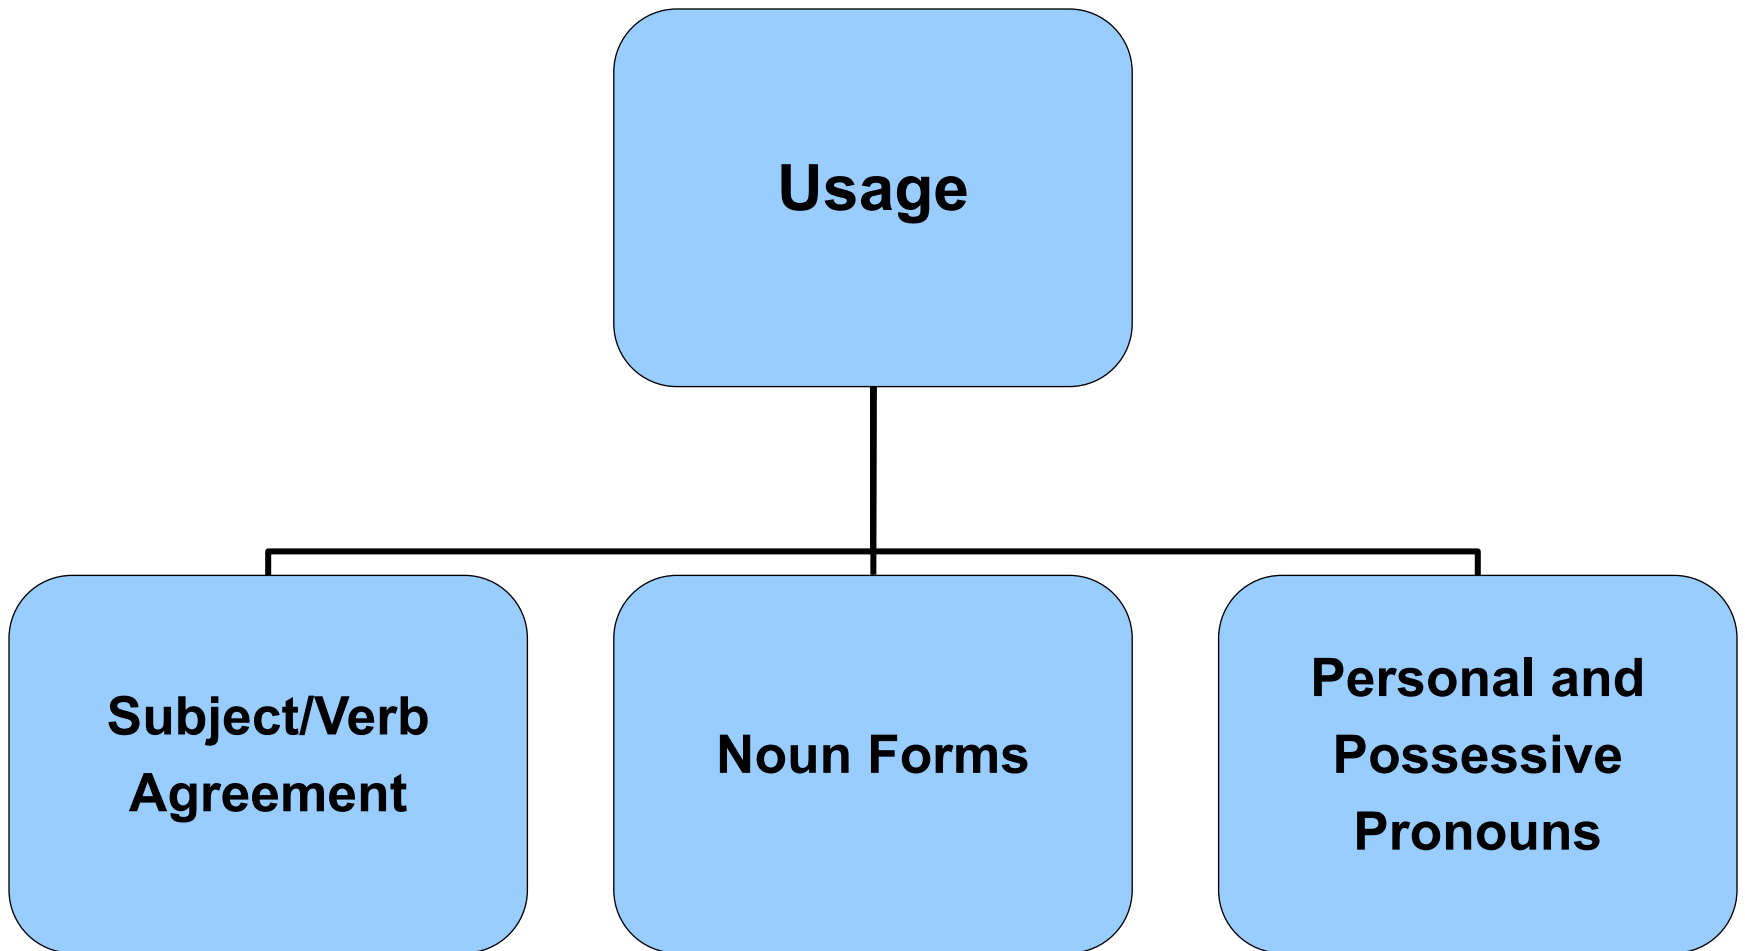 Usage
Subject/Verb
Agreement
Noun Forms
Personal and
Possessive
Pronouns